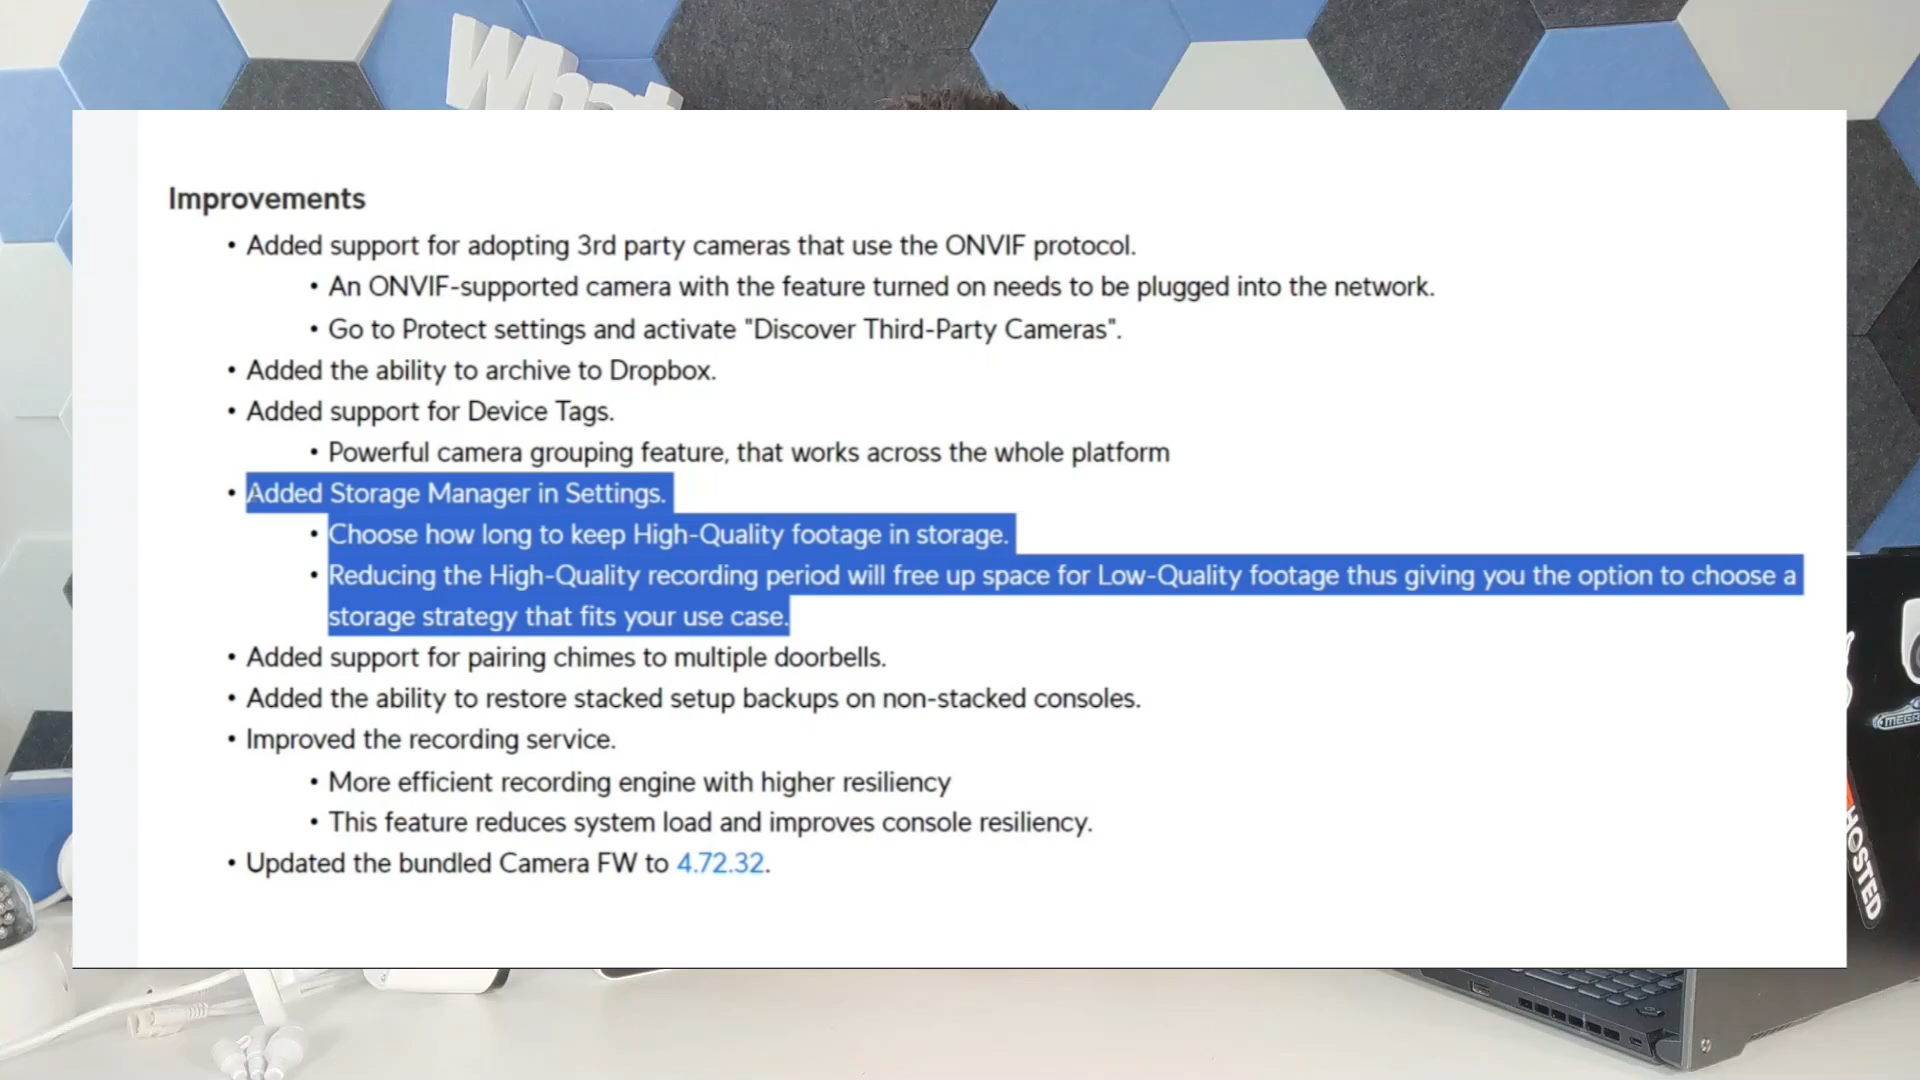 What
Improvements
• Added support for adopting 3rd party cameras that use the ONVIF protocol.
• An ONVIF-supported camera with the feature turned on needs to be plugged into the network.
• Go to Protect settings and activate "Discover Third-Party Cameras".
• Added the ability to archive to Dropbox.
• Added support for Device Tags.
• Powerful camera grouping feature, that works across the whole platform
• Added Storage Manager in Settings.
• Choose how long to keep High-Quality footage in storage.
• Reducing the High-Quality recording period will free up space for Low-Quality footage thus giving you the option to choose a
storage strategy that fits your use case.
• Added support for pairing chimes to multiple doorbells.
• Added the ability to restore stacked setup backups on non-stacked consoles.
• Improved the recording service.
• More efficient recording engine with higher resiliency
• This feature reduces system load and improves console resiliency.
• Updated the bundled Camera FW to 4.72.32.
HOSTED